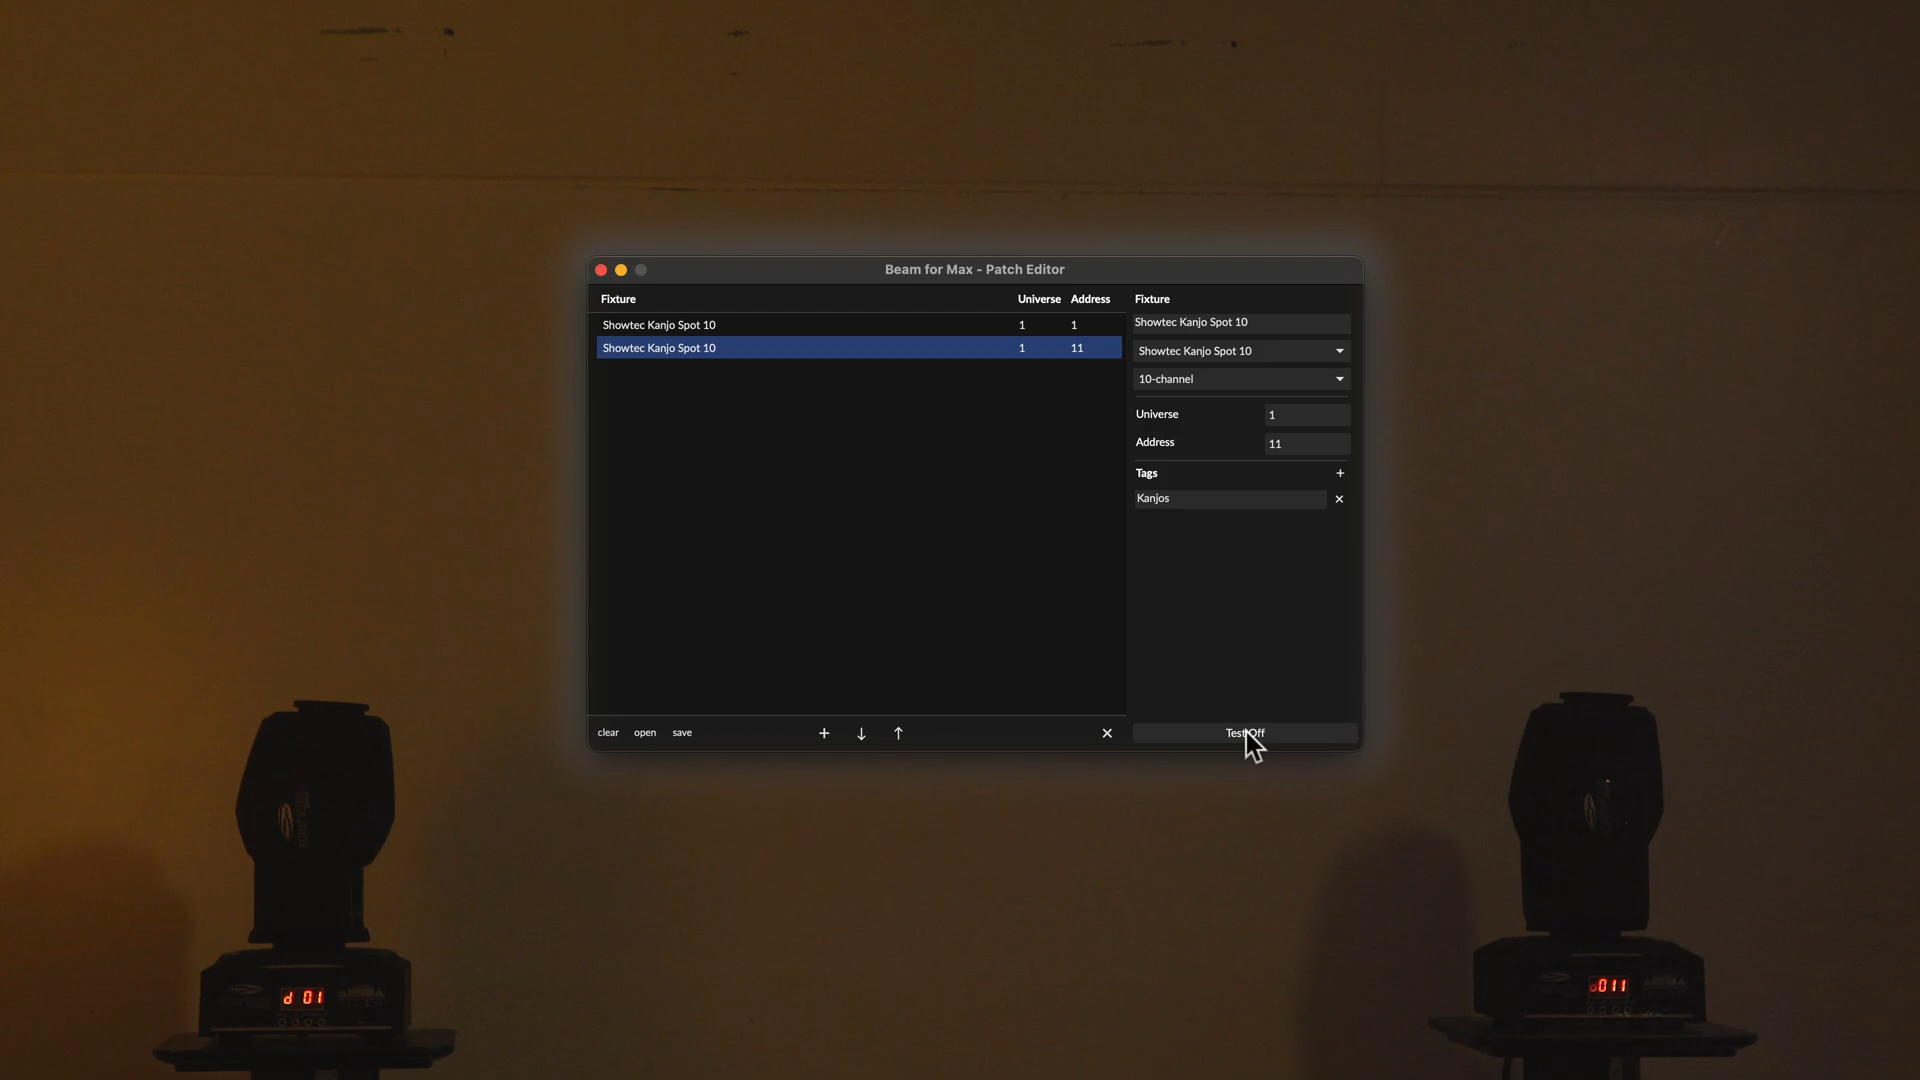 Beam for Max - Patch Editor
Fixture Universe Address
Showtec Kanjo Spot 10 1 1
Showtec Kanjo Spot 10 1 11
clear open save
Fixture
Showtec Kanjo Spot 10
Showtec Kanjo Spot 10
10-channel
Universe 1
Address 11
Tags
Kanjos
Test Off
d 01
d011